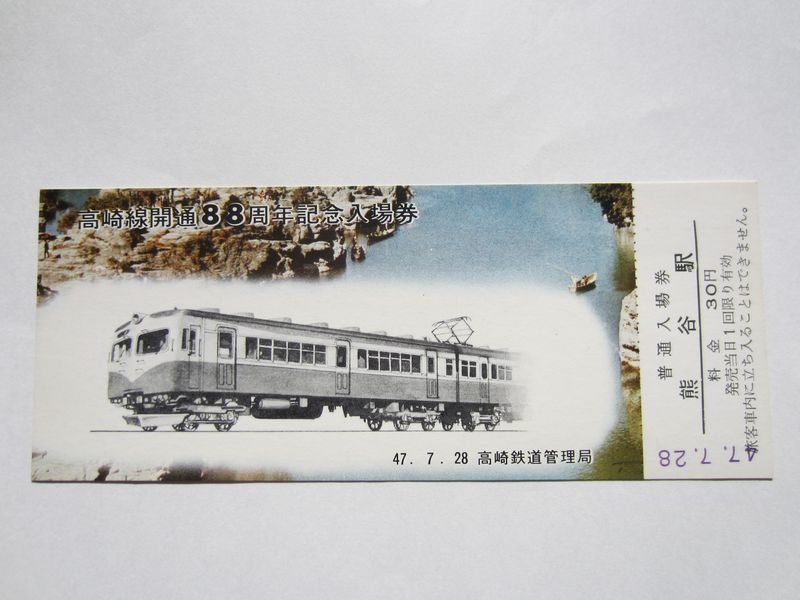 高崎線開通88周年記念入場券
47.7.28 高崎鉄道管理局
普通入場券
熊谷駅
料金 30円
発売当日1回限り有効
旅客車内に立ち入ることはできません。
47.7.28